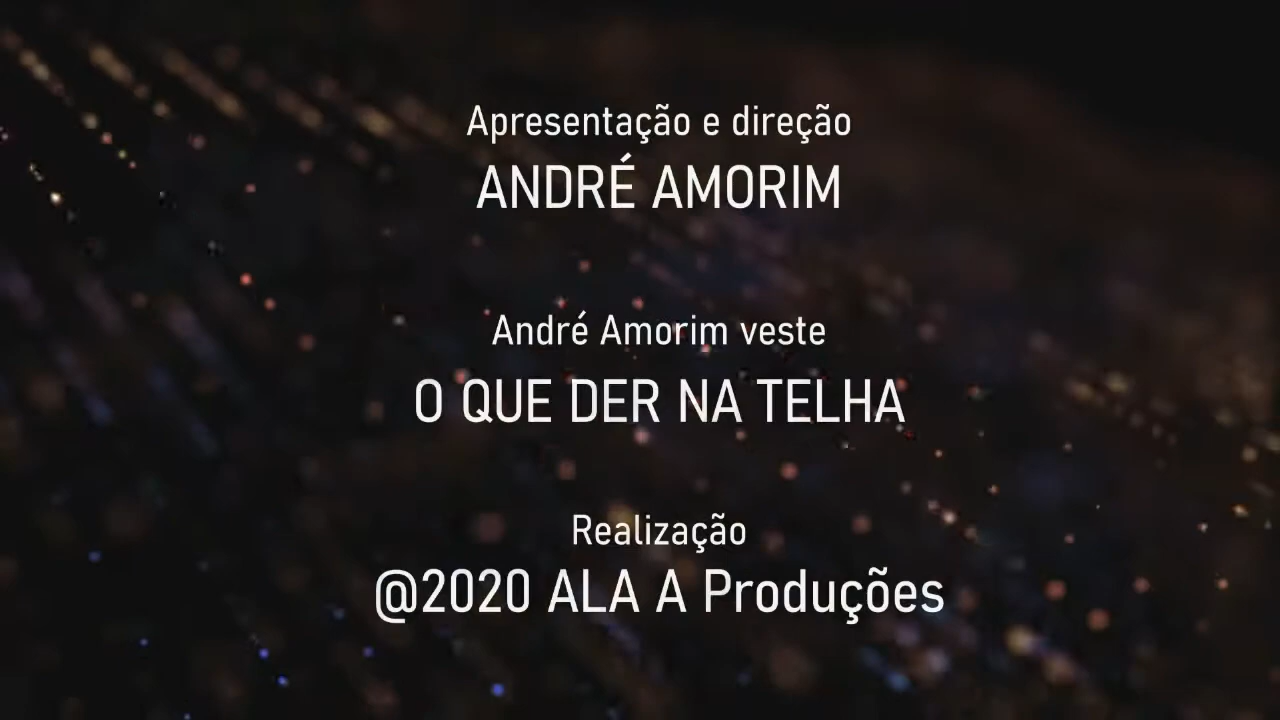 Apresentação e direção
ANDRÉ AMORIM
André Amorim veste
O QUE DER NA TELHA
Realização
@2020 ALA A Produções